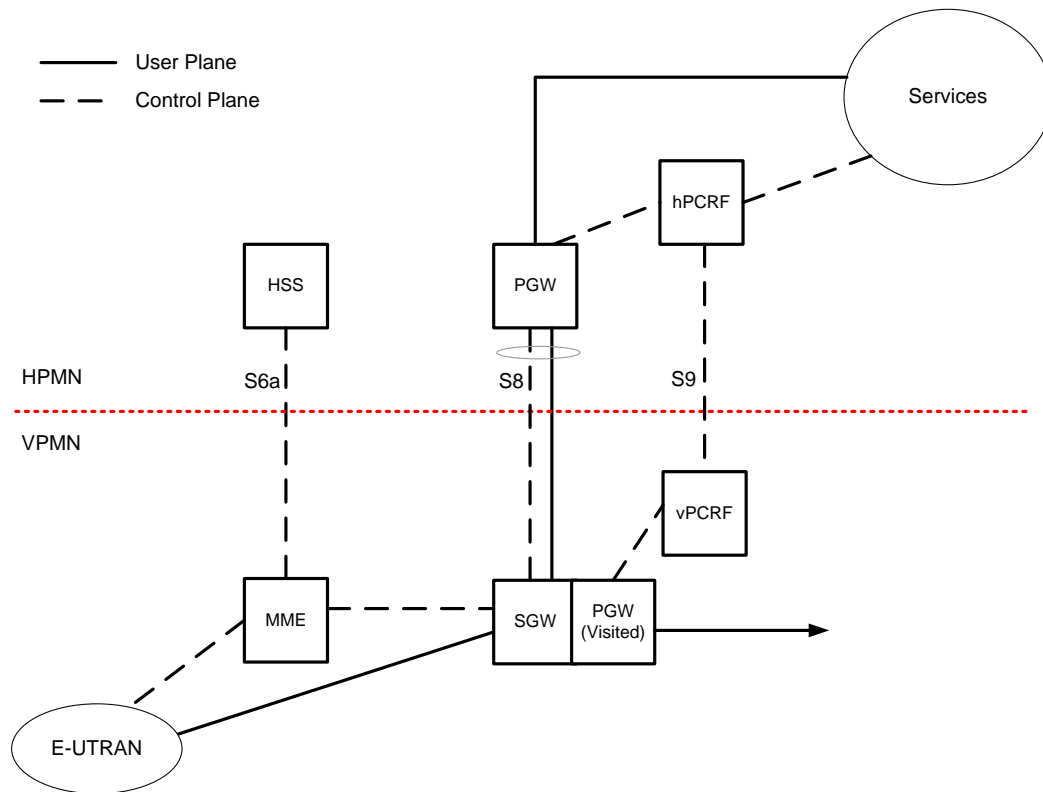 User Plane
Control Plane
Services
hPCRF
HSS
PGW
HPMN
S6a
S8
S9
VPMN
vPCRF
MME
SGW
PGW
(Visited)
E-UTRAN